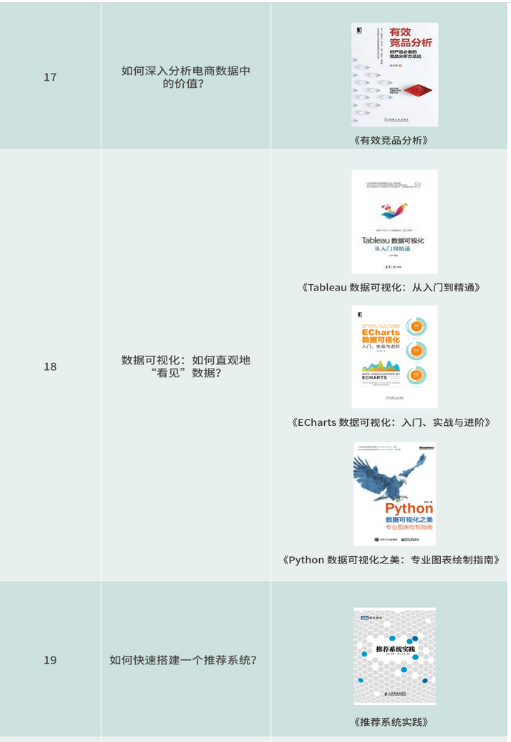 17
如何深入分析电商数据中
的价值?
有效
竞品分析
《有效竞品分析》
18
数据可视化:如何直观地
“看见”数据?
Tableau 数据可视化
从入门到精通
《Tableau 数据可视化:从入门到精通》
ECharts
数据可视化
入门、实战与进阶
ECHARTS
《ECharts 数据可视化:入门、实战与进阶》
Python
数据可视化之美
专业图表绘制指南
《Python 数据可视化之美:专业图表绘制指南》
19
如何快速搭建一个推荐系统?
推荐系统实践
《推荐系统实践》